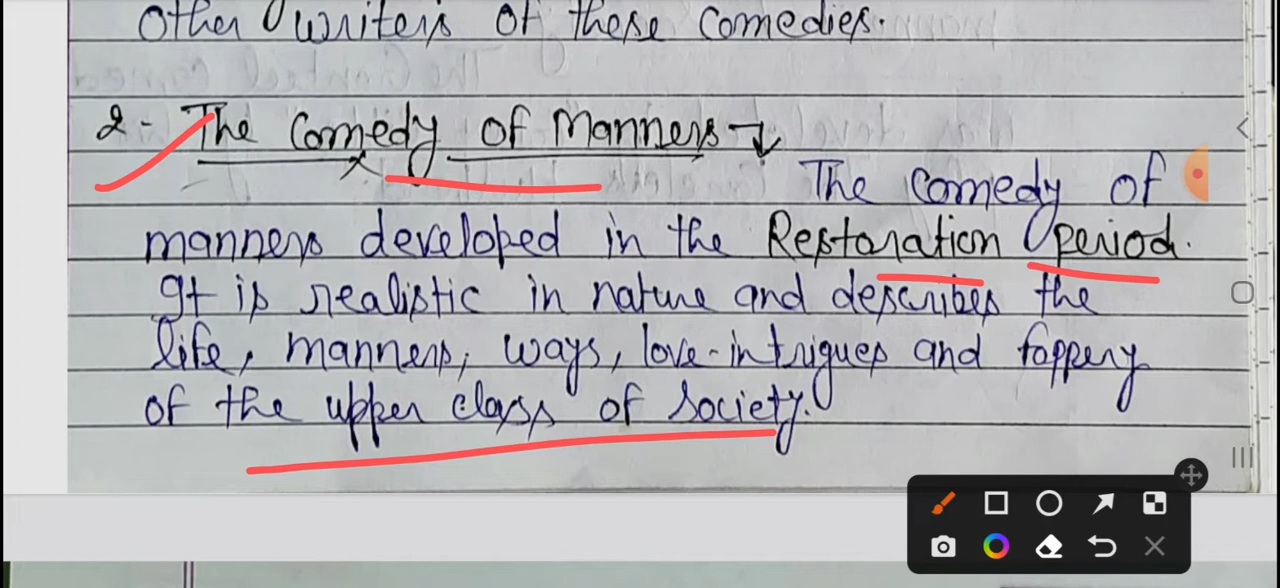 Other writers of these comedies.
2- The Comedy of Manners
The comedy of
manners developed in the Restoration period.
It is realistic in nature and describes the
life, manners, ways, love-intrigues and foppery
of the upper class of society.